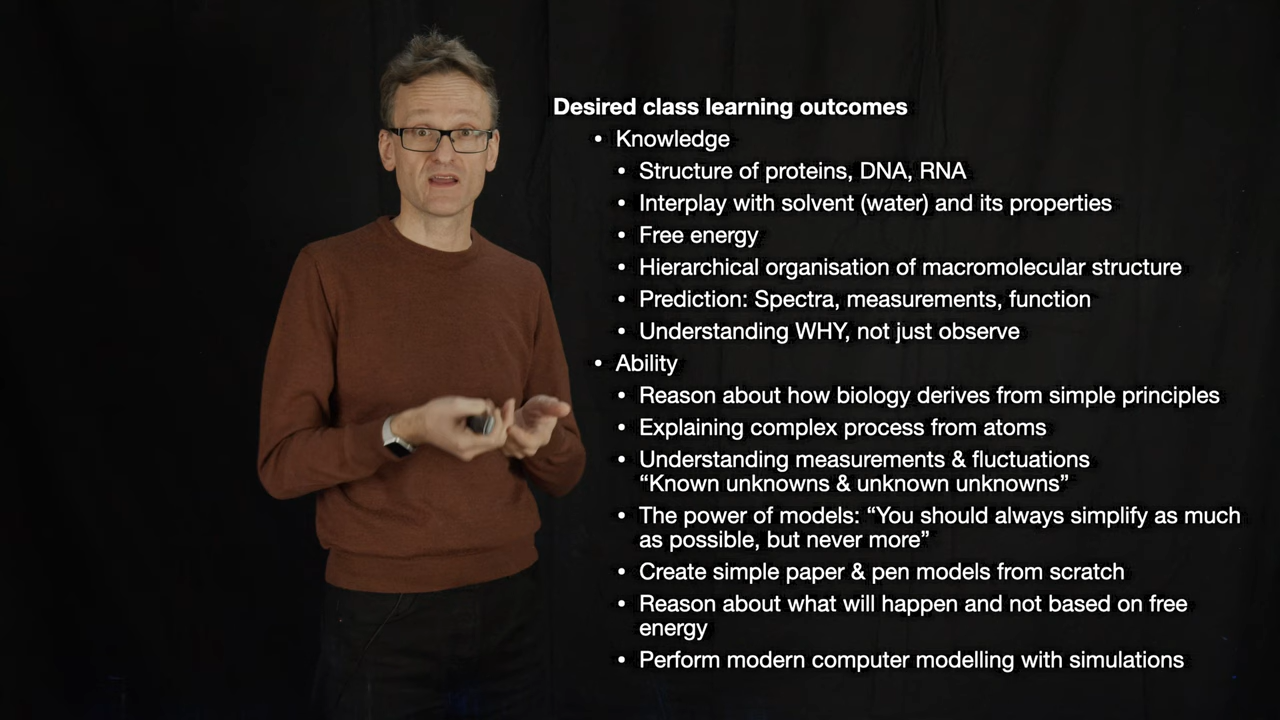 Desired class learning outcomes
• Knowledge
• Structure of proteins, DNA, RNA
• Interplay with solvent (water) and its properties
• Free energy
• Hierarchical organisation of macromolecular structure
• Prediction: Spectra, measurements, function
• Understanding WHY, not just observe
• Ability
• Reason about how biology derives from simple principles
• Explaining complex process from atoms
• Understanding measurements & fluctuations
“Known unknowns & unknown unknowns”
• The power of models: “You should always simplify as much
as possible, but never more”
• Create simple paper & pen models from scratch
• Reason about what will happen and not based on free
energy
• Perform modern computer modelling with simulations